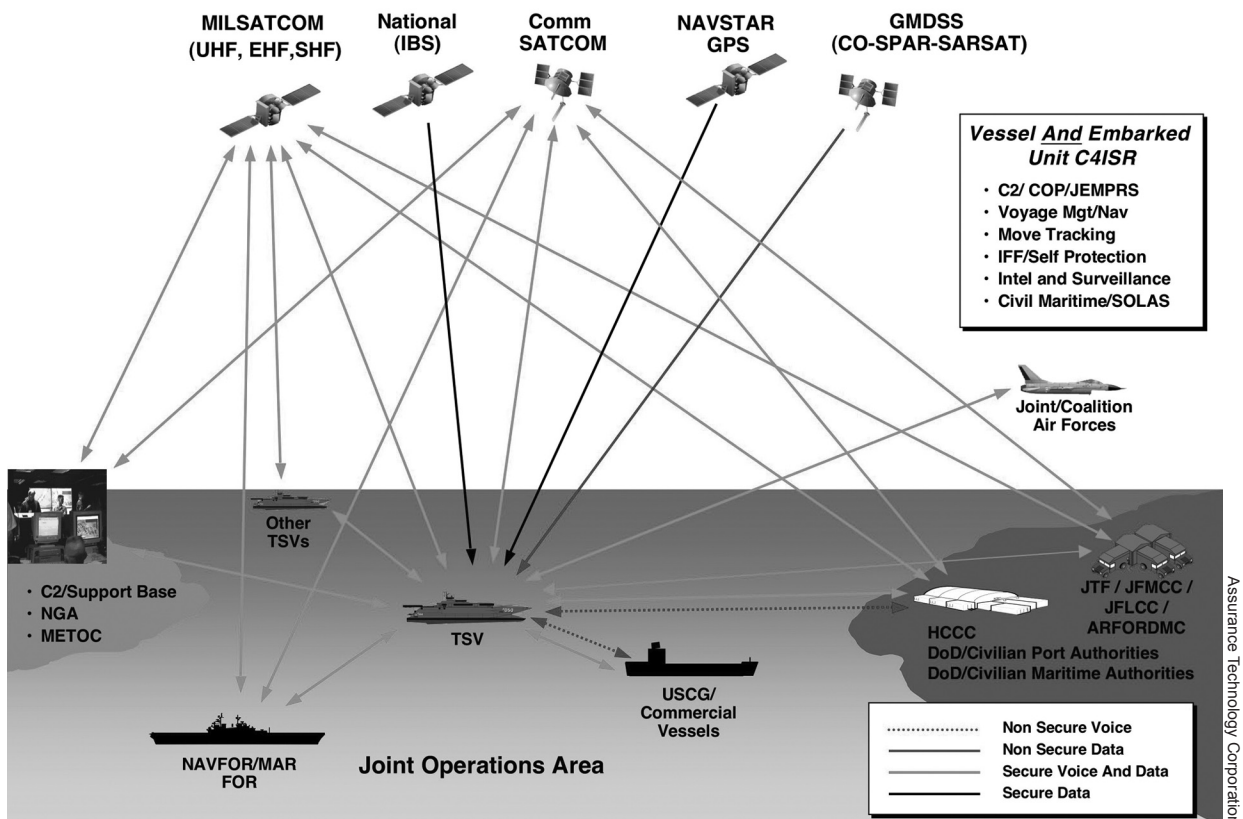 MILSATCOM
(UHF, EHF,SHF)
National
(IBS)
Comm
SATCOM
NAVSTAR
GPS
GMDSS
(CO-SPAR-SARSAT)
Vessel And Embarked
Unit C4ISR
· C2/ COP/JEMPRS
· Voyage Mgt/Nav
· Move Tracking
· IFF/Self Protection
· Intel and Surveillance
· Civil Maritime/SOLAS
Joint/Coalition
Air Forces
Other
TSVs
· C2/Support Base
· NGA
· METOC
TSV
JTF / JFMCC /
JFLCC /
ARFORDMC
HCCC
DoD/Civilian Port Authorities
DoD/Civilian Maritime Authorities
USCG/
Commercial
Vessels
NAVFOR/MAR
FOR
Joint Operations Area
Non Secure Voice
Non Secure Data
Secure Voice And Data
Secure Data
Assurance Technology Corporation